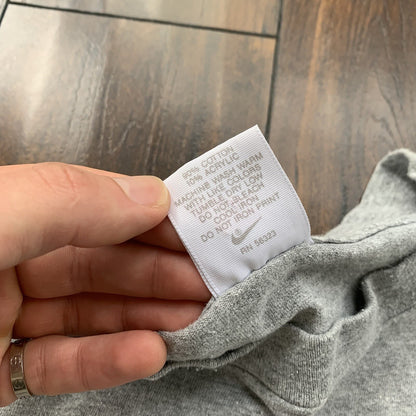 90% COTTON
10% ACRYLIC
MACHINE WASH WARM
WITH LIKE COLORS
TUMBLE DRY LOW
DO NOT BLEACH
COOL IRON
DO NOT IRON PRINT
RN 56323